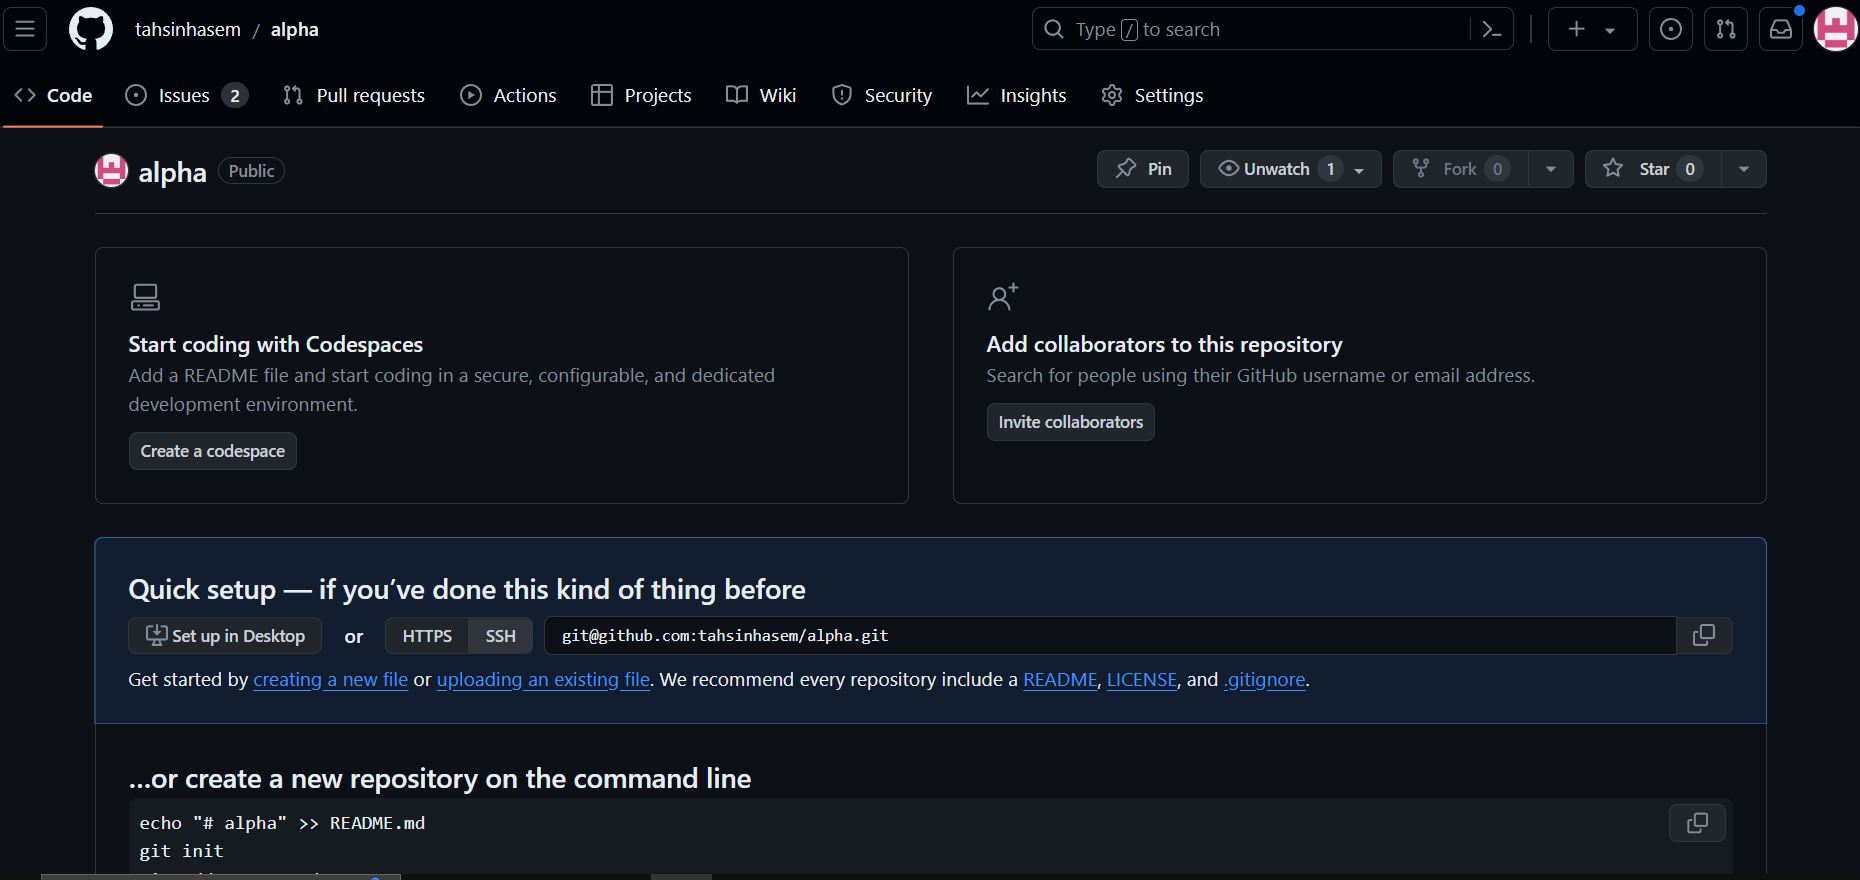 tahsinhasem / alpha
Type / to search
Code
Issues 2
Pull requests
Actions
Projects
Wiki
Security
Insights
Settings
alpha Public
Pin
Unwatch 1
Fork 0
Star 0
Start coding with Codespaces
Add a README file and start coding in a secure, configurable, and dedicated
development environment.
Create a codespace
Add collaborators to this repository
Search for people using their GitHub username or email address.
Invite collaborators
Quick setup — if you’ve done this kind of thing before
Set up in Desktop or HTTPS SSH git@github.com:tahsinhasem/alpha.git
Get started by creating a new file or uploading an existing file. We recommend every repository include a README, LICENSE, and .gitignore.
…or create a new repository on the command line
echo "# alpha" >> README.md
git init